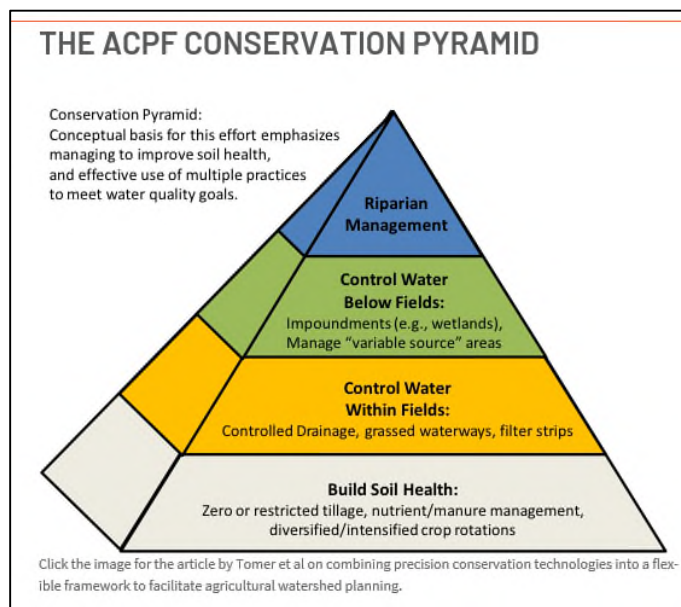 THE ACPF CONSERVATION PYRAMID
Conservation Pyramid:
Conceptual basis for this effort emphasizes
managing to improve soil health,
and effective use of multiple practices
to meet water quality goals.
Riparian
Management
Control Water
Below Fields:
Impoundments (e.g., wetlands),
Manage “variable source” areas
Control Water
Within Fields:
Controlled Drainage, grassed waterways, filter strips
Build Soil Health:
Zero or restricted tillage, nutrient/manure management,
diversified/intensified crop rotations
Click the image for the article by Tomer et al on combining precision conservation technologies into a flex-
ible framework to facilitate agricultural watershed planning.